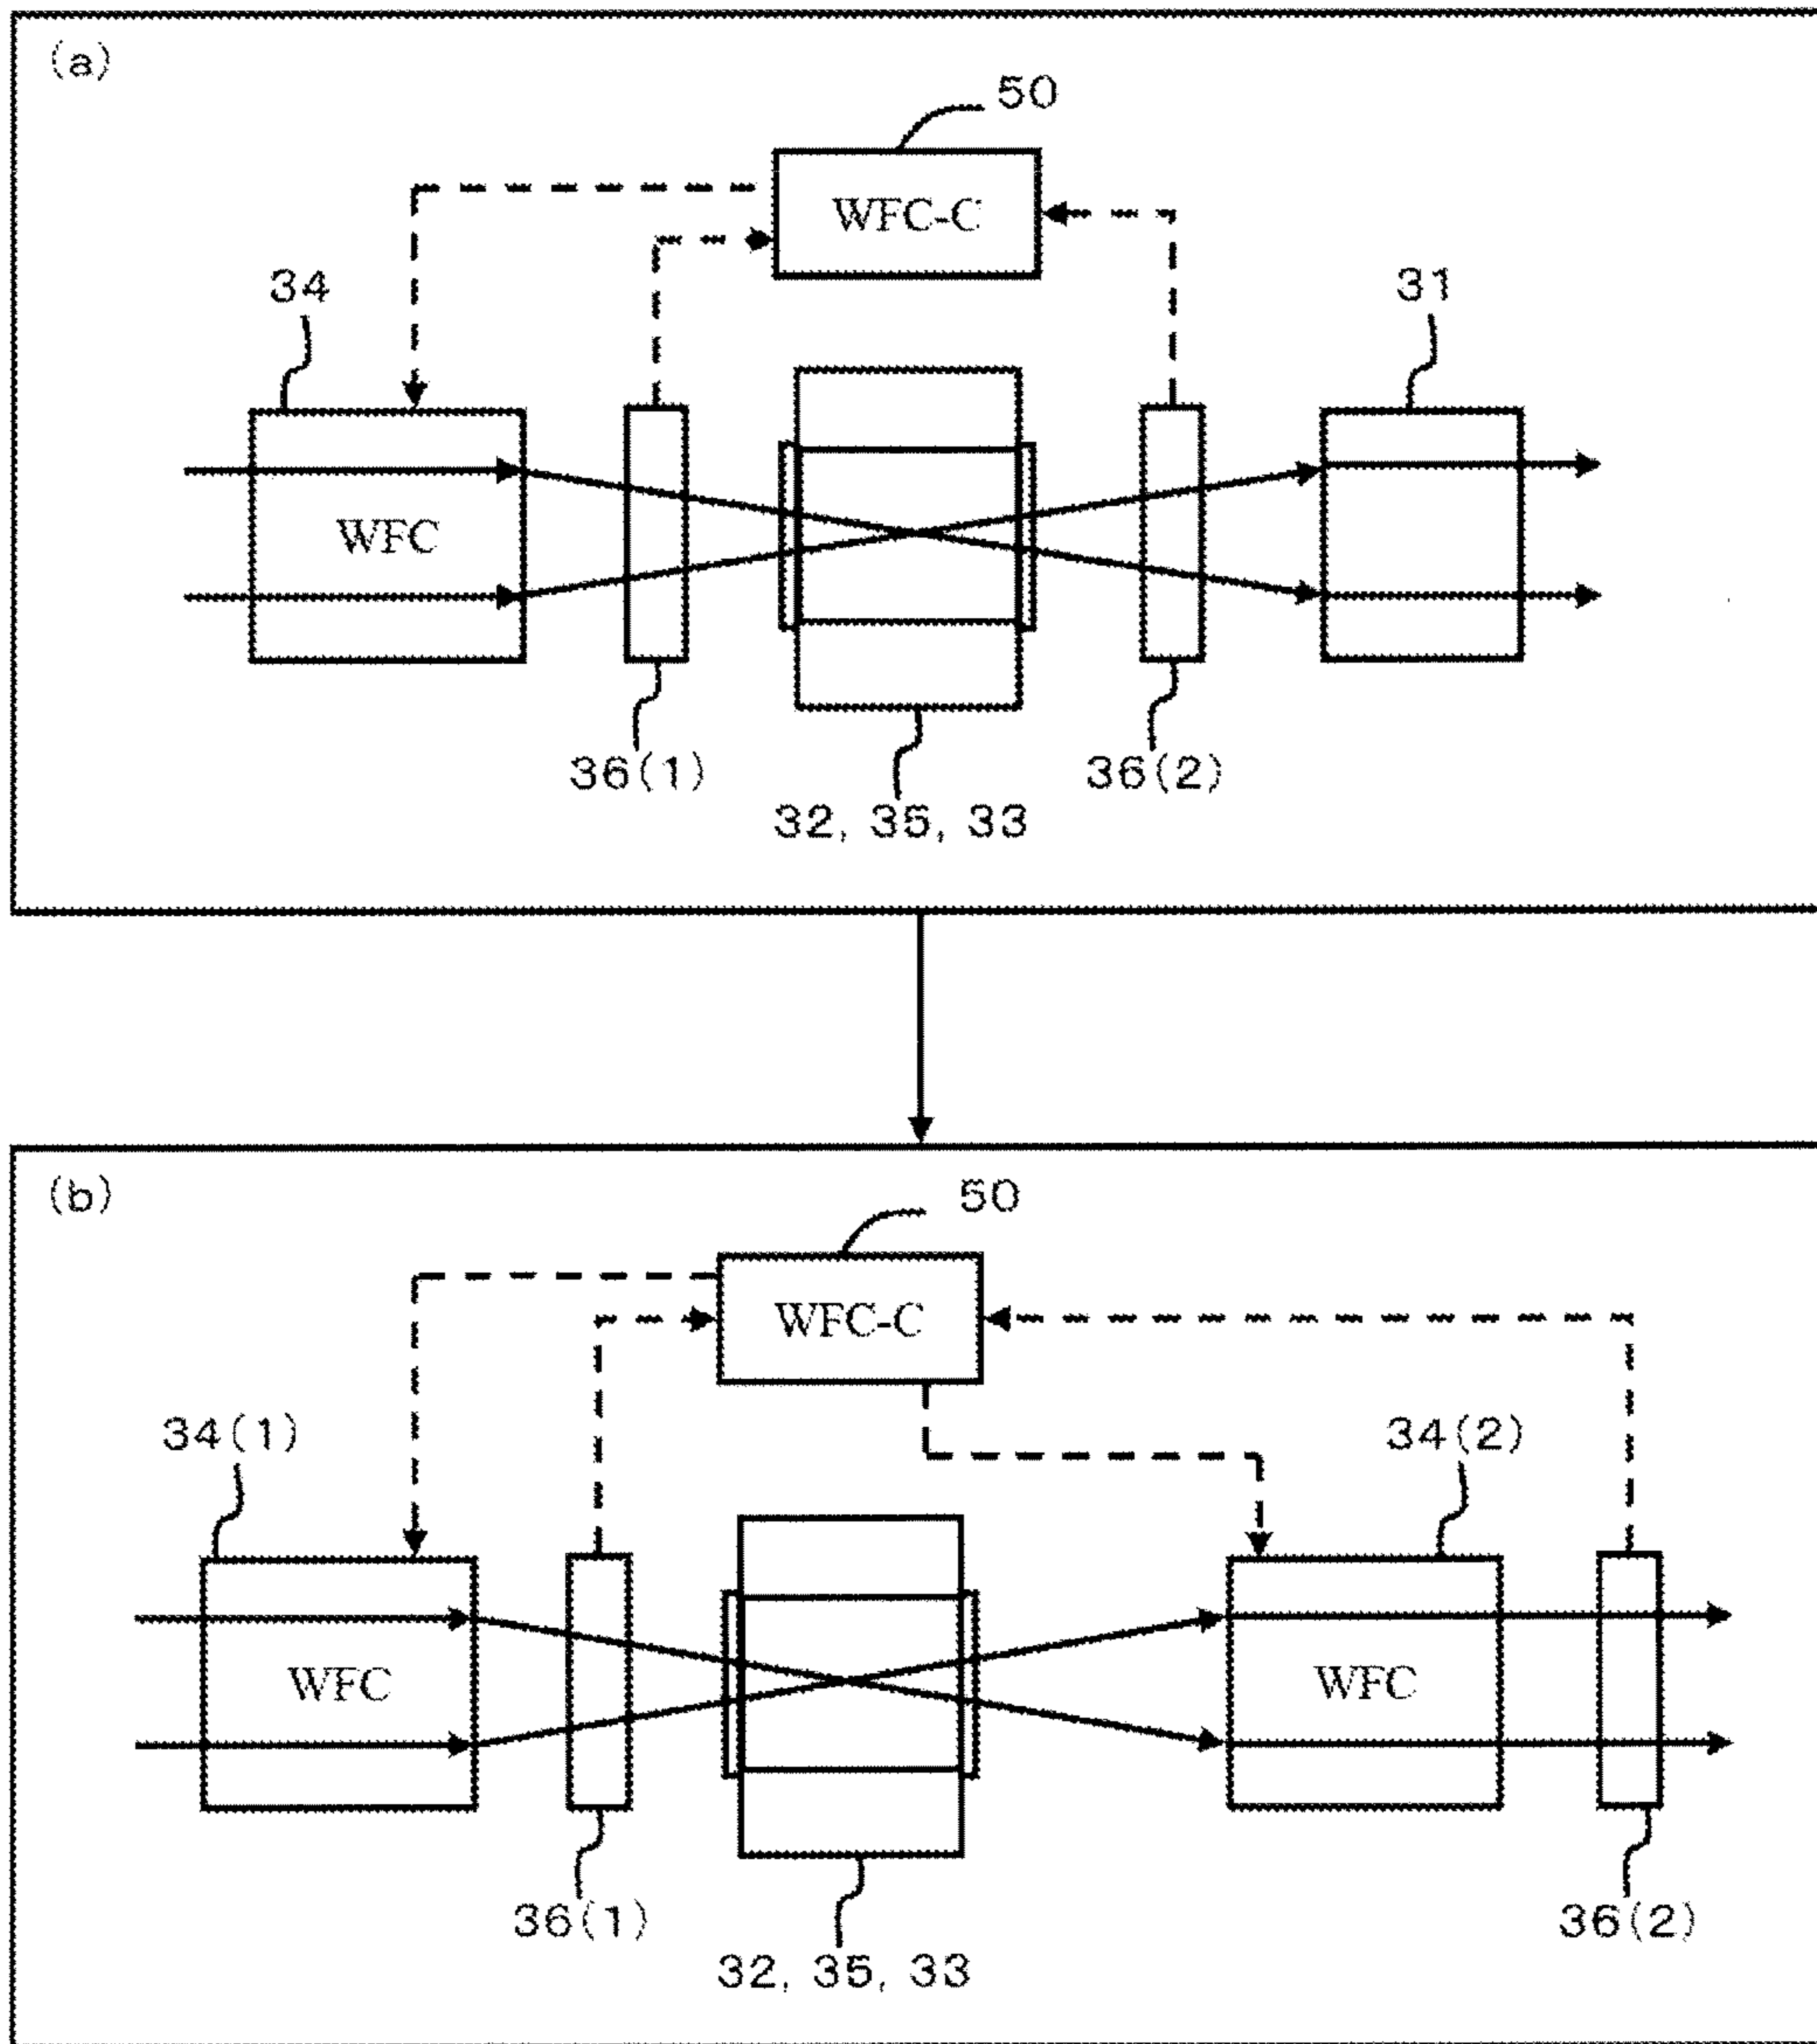 (a)
50
WFC-C
34
31
WFC
36(1)
36(2)
32, 35, 33
(b)
50
WFC-C
34(1)
34(2)
WFC
WFC
36(1)
36(2)
32, 35, 33